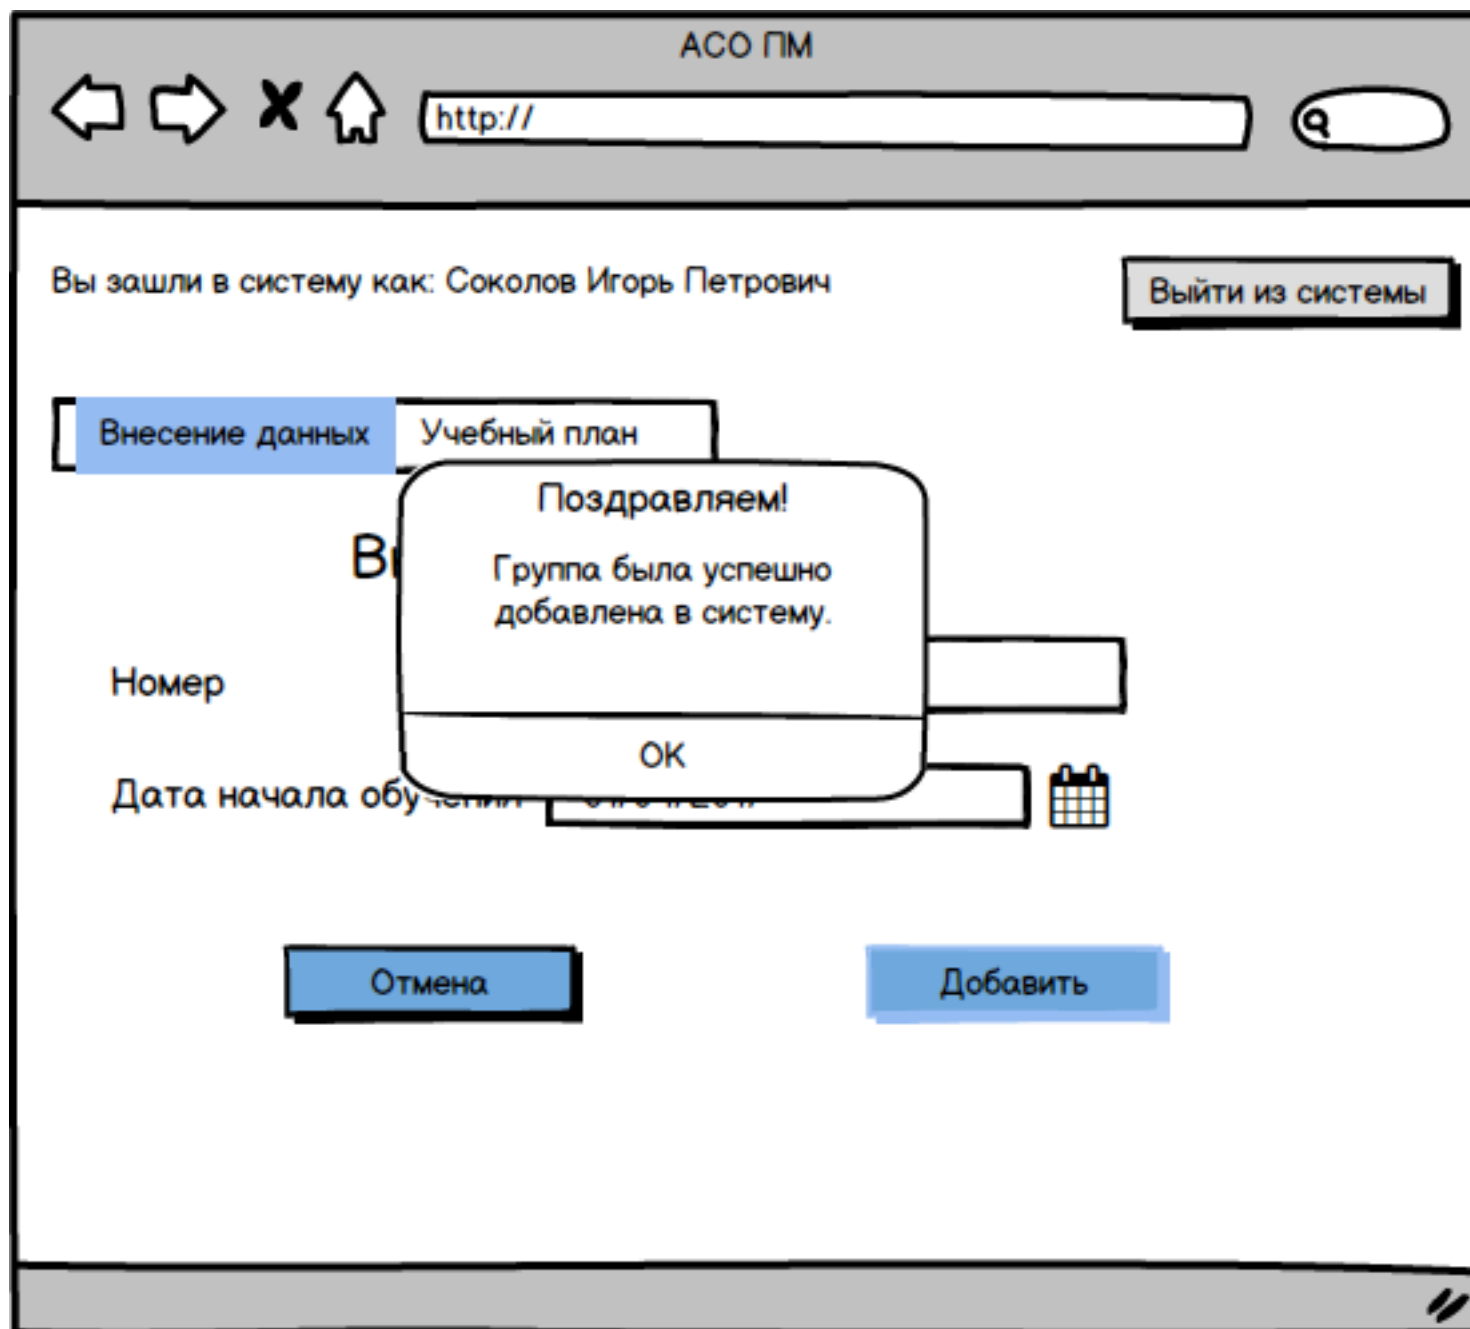 АСО ПМ
http://
Вы зашли в систему как: Соколов Игорь Петрович
Выйти из системы
Внесение данных
Учебный план
Поздравляем!
Группа была успешно
добавлена в систему.
Номер
OK
Дата начала обучения
Отмена
Добавить